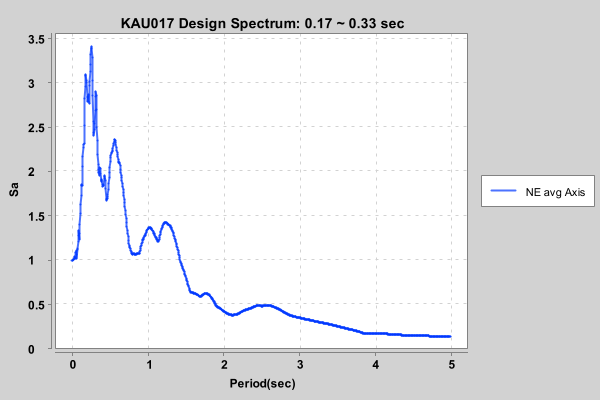 KAU017 Design Spectrum: 0.17 ~ 0.33 sec
3.5
3
2.5
2
1.5
1
0.5
0
Sa
0 1 2 3 4 5
Period(sec)
NE avg Axis